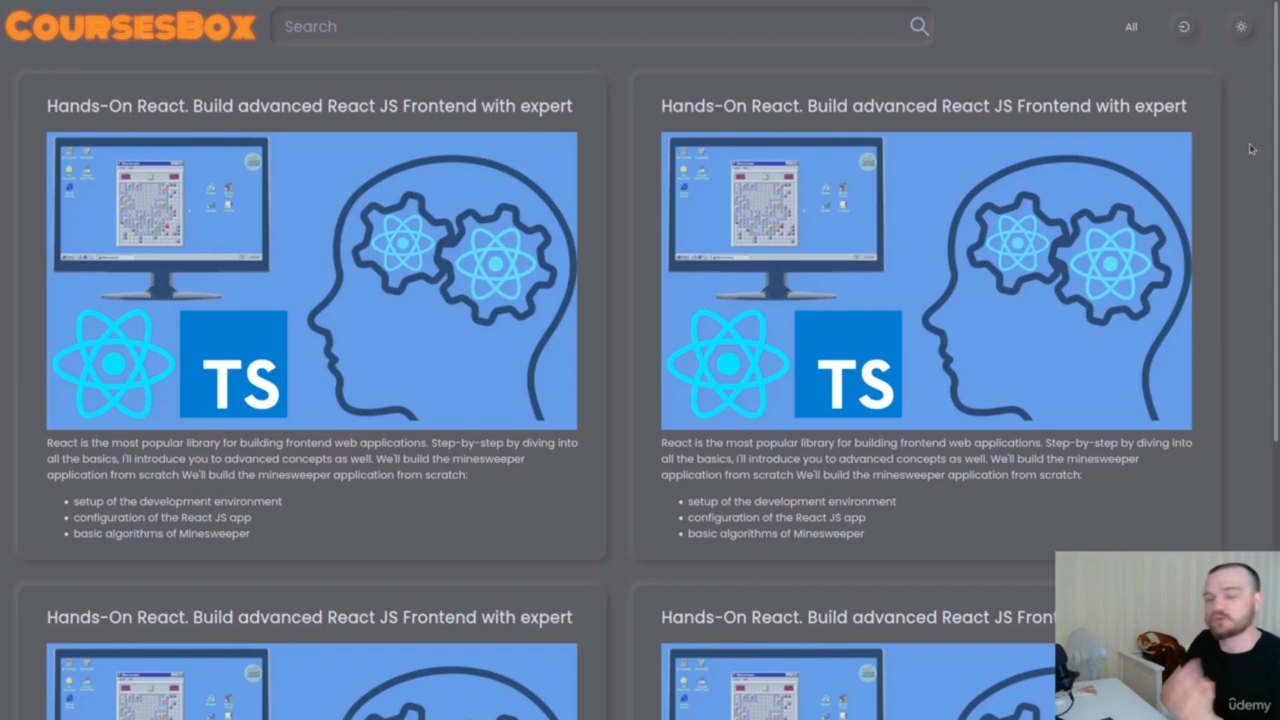 CoursesBox
Search
All
Hands-On React. Build advanced React JS Frontend with expert
TS
React is the most popular library for building frontend web applications. Step-by-step by diving into
all the basics, I'll introduce you to advanced concepts as well. We'll build the minesweeper
application from scratch We'll build the minesweeper application from scratch:
• setup of the development environment
• configuration of the React JS app
• basic algorithms of Minesweeper
Hands-On React. Build advanced React JS Frontend with expert
TS
React is the most popular library for building frontend web applications. Step-by-step by diving into
all the basics, I'll introduce you to advanced concepts as well. We'll build the minesweeper
application from scratch We'll build the minesweeper application from scratch:
• setup of the development environment
• configuration of the React JS app
• basic algorithms of Minesweeper
Hands-On React. Build advanced React JS Frontend with expert
Hands-On React. Build advanced React JS Front
ûdemy